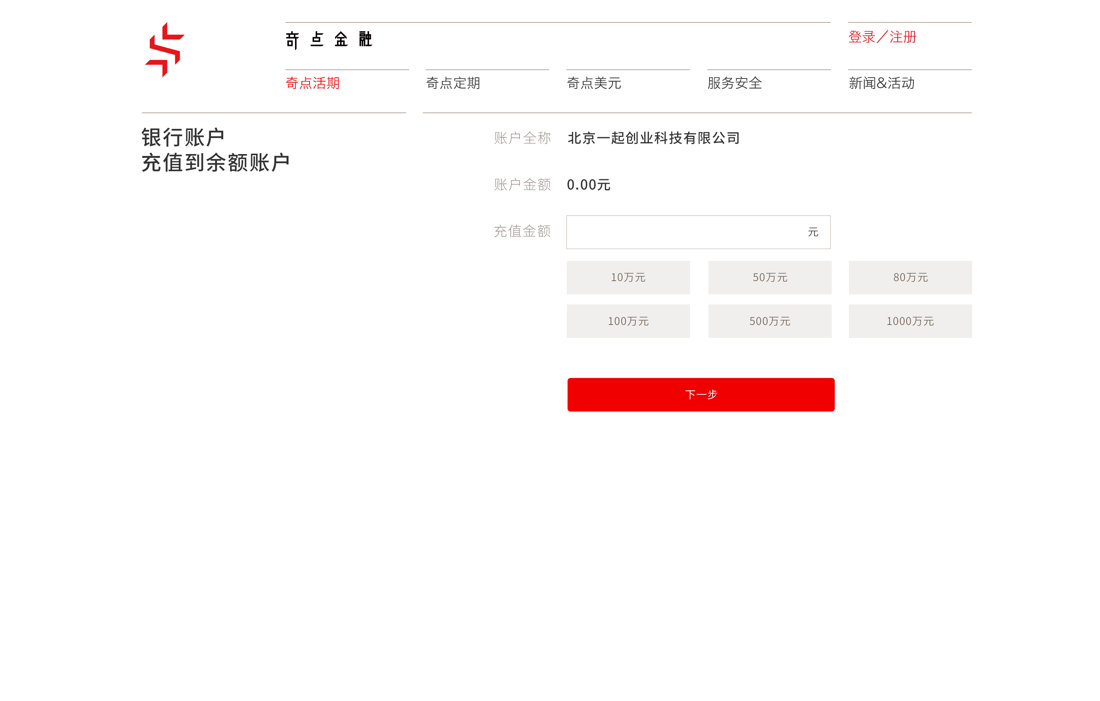 奇点金融
登录／注册
奇点活期 奇点定期 奇点美元 服务安全 新闻&活动
银行账户
充值到余额账户
账户全称 北京一起创业科技有限公司
账户金额 0.00元
充值金额 元
10万元 50万元 80万元
100万元 500万元 1000万元
下一步